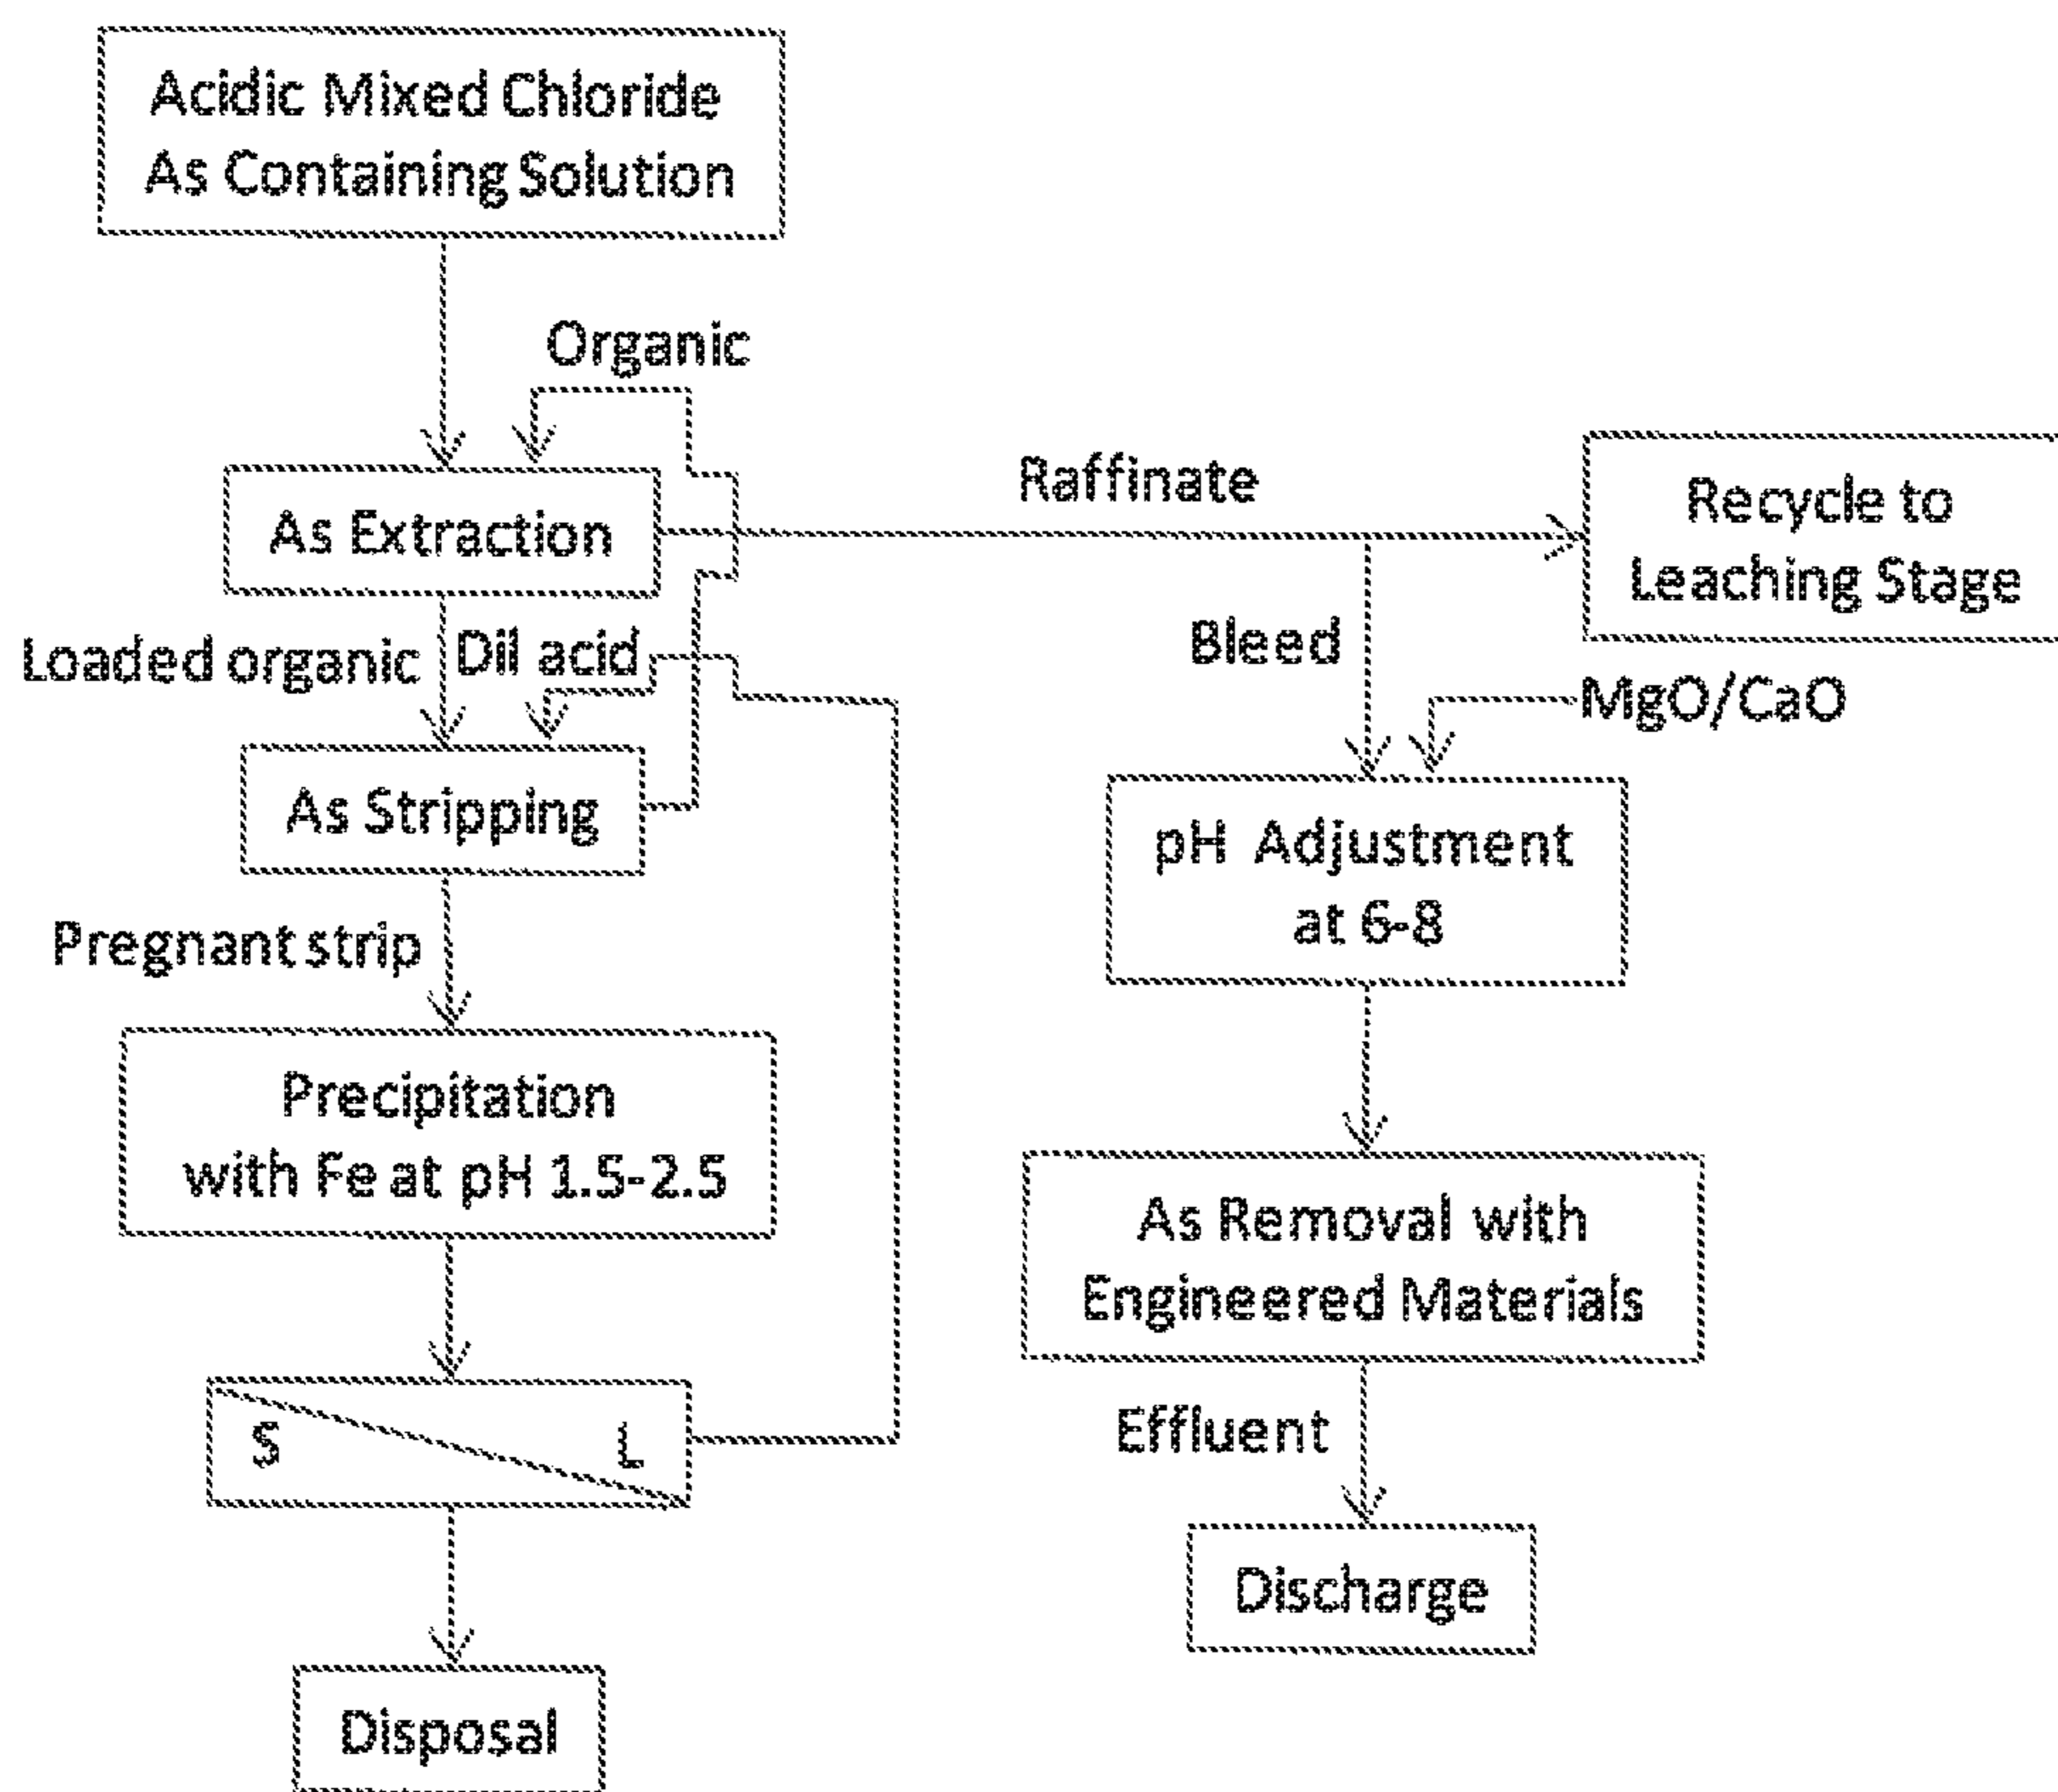 Acidic Mixed Chloride
As Containing Solution
Organic
As Extraction
Raffinate
Recycle to
Leaching Stage
Loaded organic
Dil acid
Bleed
MgO/CaO
As Stripping
pH Adjustment
at 6-8
Pregnant strip
Precipitation
with Fe at pH 1.5-2.5
As Removal with
Engineered Materials
S
L
Effluent
Discharge
Disposal